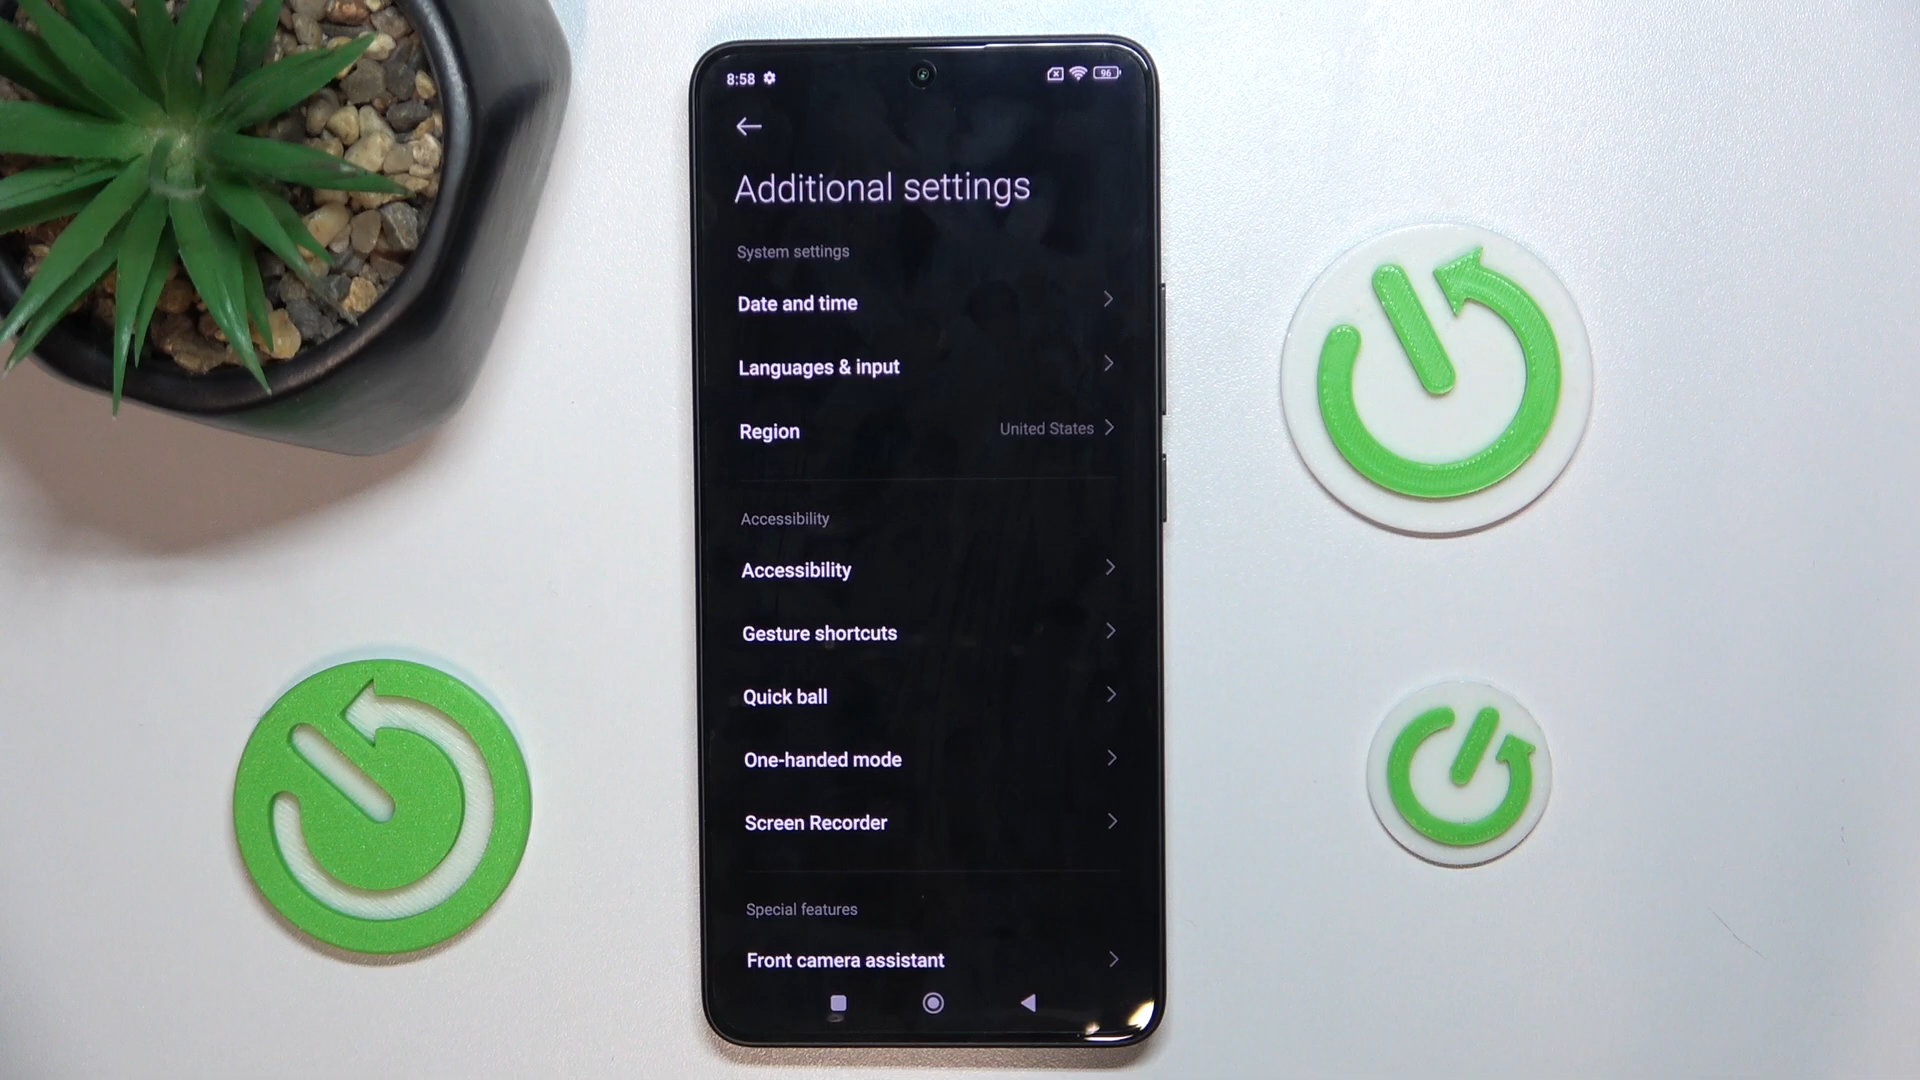 8:58
96
Additional settings
System settings
Date and time
Languages & input
Region United States
Accessibility
Accessibility
Gesture shortcuts
Quick ball
One-handed mode
Screen Recorder
Special features
Front camera assistant